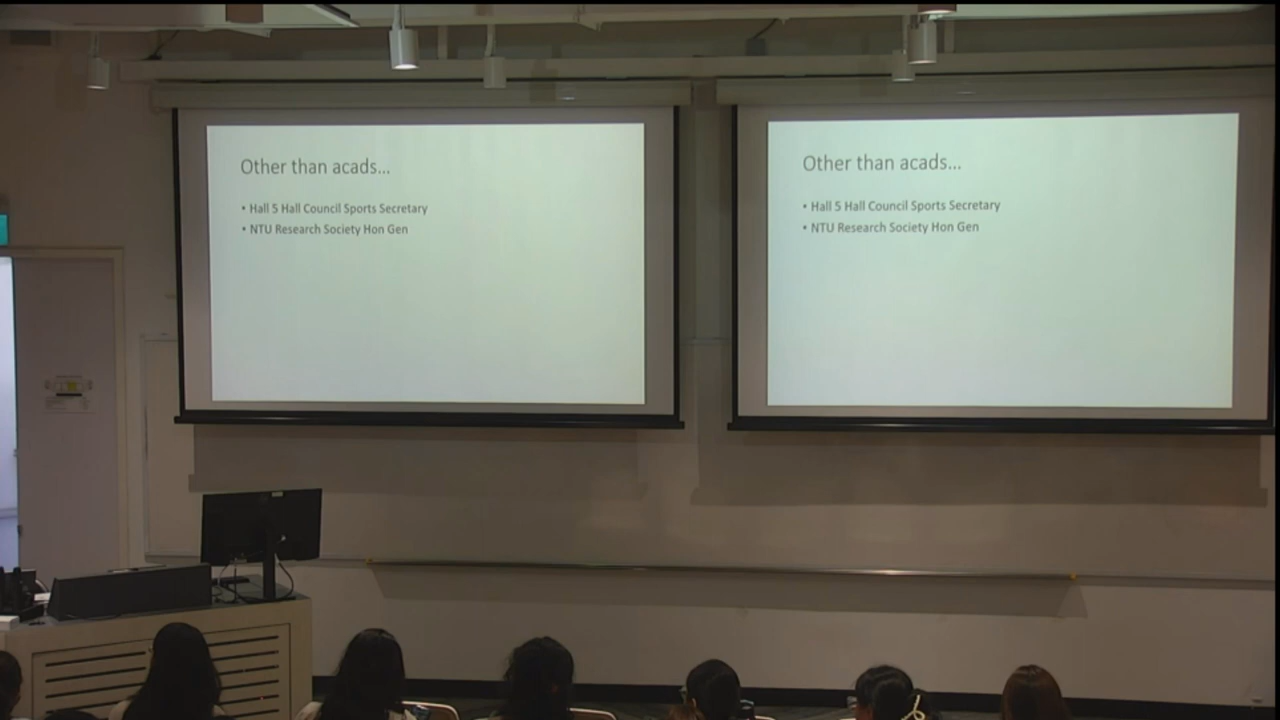 Other than acads...
• Hall 5 Hall Council Sports Secretary
• NTU Research Society Hon Gen
Other than acads...
• Hall 5 Hall Council Sports Secretary
• NTU Research Society Hon Gen